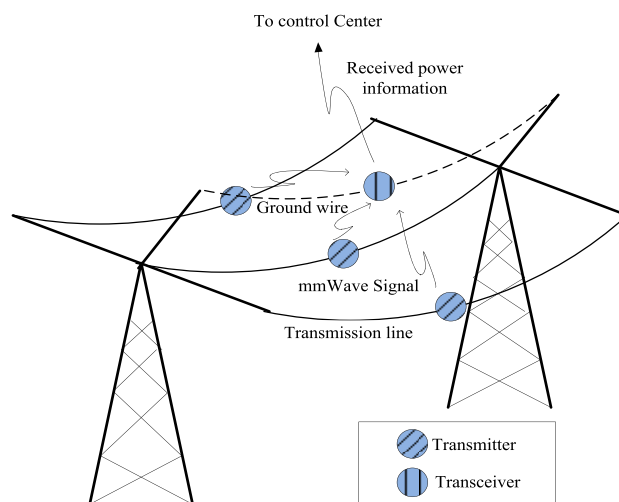 To control Center
Received power
information
Ground wire
mmWave Signal
Transmission line
Transmitter
Transceiver